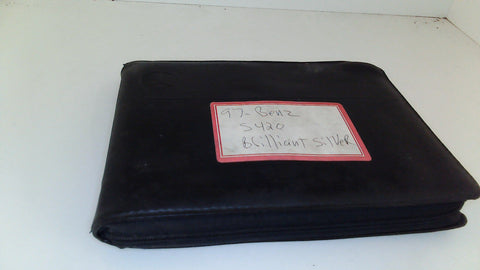 97- Benz
S420
Brilliant Silver